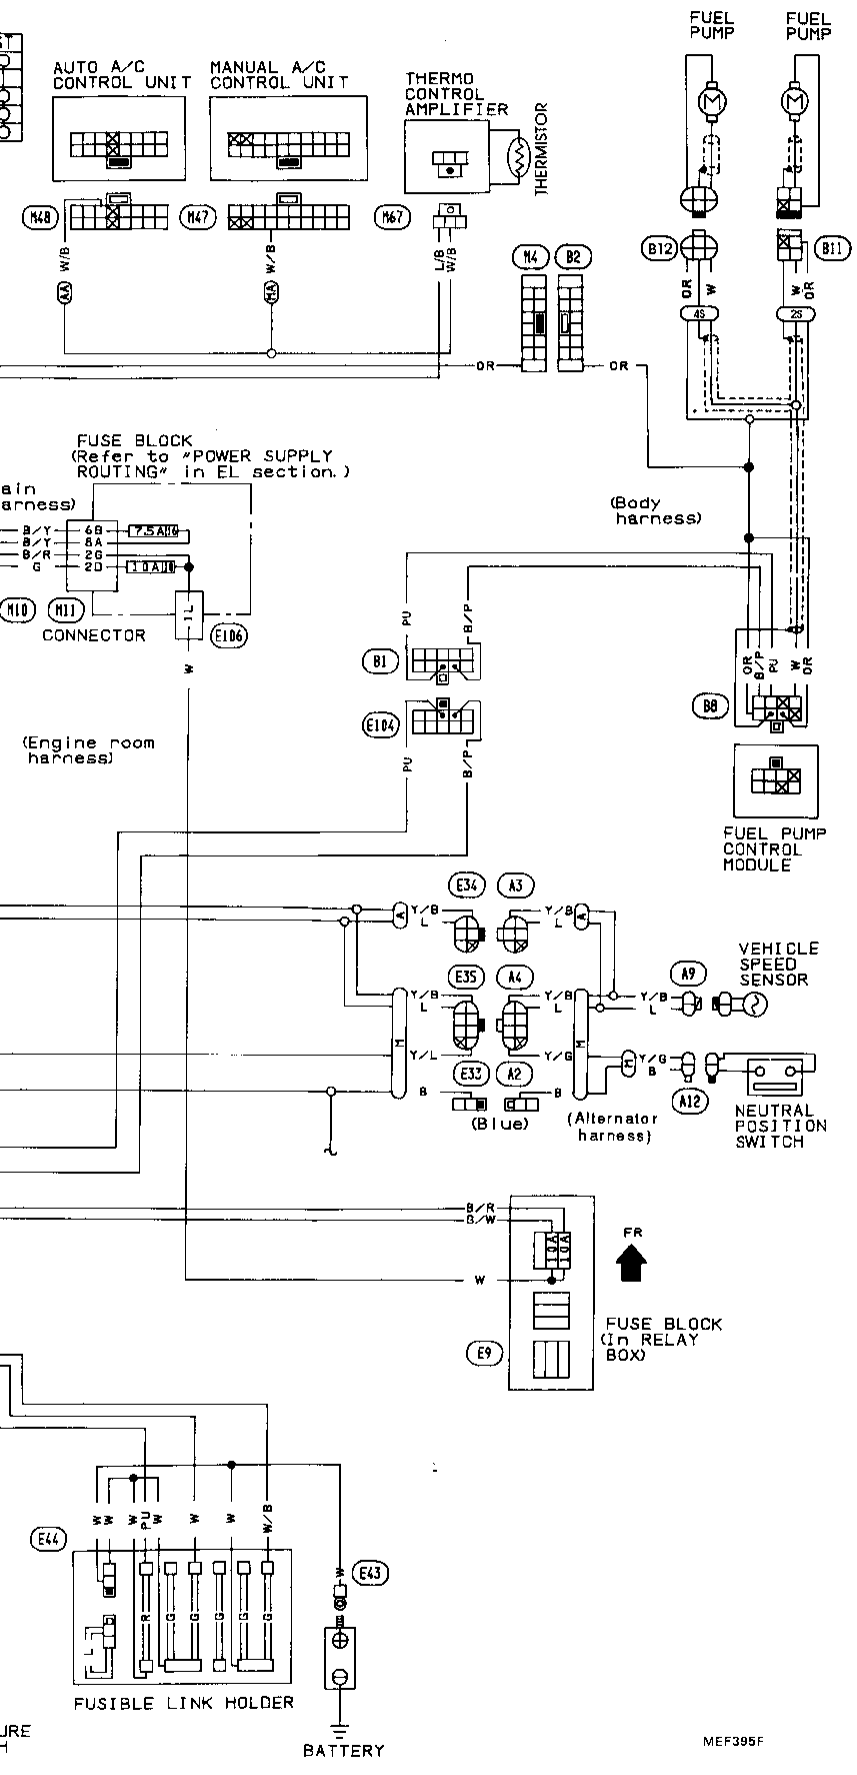 FUEL
PUMP
FUEL
PUMP
AUTO A/C
CONTROL UNIT
MANUAL A/C
CONTROL UNIT
THERMO
CONTROL
AMPLIFIER
THERMISTOR
M
M
M48
M47
M67
M4
B2
B12
B11
W/B
W/B
L/B
W/B
AA
MA
OR
W
W
OR
4S
2S
OR
OR
FUSE BLOCK
(Refer to "POWER SUPPLY
ROUTING" in EL section.)
ain
arness)
B/Y
6B
7.5A
B/Y
8A
B/R
2G
G
2D
10A
1L
M10
M11
E106
CONNECTOR
W
(Body
harness)
PU
B/P
B1
E104
PU
B/P
OR
B/P
PU
W
OR
B8
(Engine room
harness)
FUEL PUMP
CONTROL
MODULE
E34
A3
A
Y/B
L
Y/B
L
A
E35
A4
Y/B
L
Y/B
L
M
M
Y/L
Y/G
E33
A2
B
B
(Blue)
(Alternator
harness)
A9
Y/B
L
VEHICLE
SPEED
SENSOR
M
Y/G
B
A12
NEUTRAL
POSITION
SWITCH
B/R
B/W
10A
10A
W
FR
FUSE BLOCK
(In RELAY
BOX)
E9
W
W
W
PU
W
W
W
W/B
E44
W
E43
L
R
G
G
G
G
G
FUSIBLE LINK HOLDER
BATTERY
URE
H
MEF395F